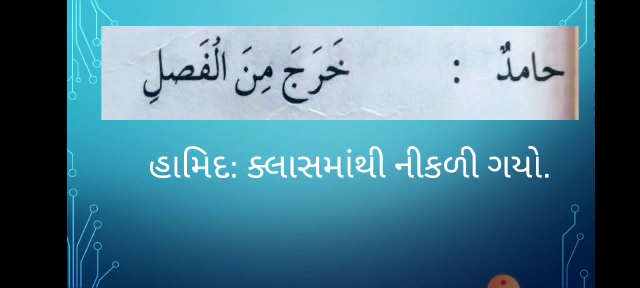 حامدٌ : خَرَجَ مِنَ الْفَصلِ
હામિદ: ક્લાસમાંથી નીકળી ગયો.